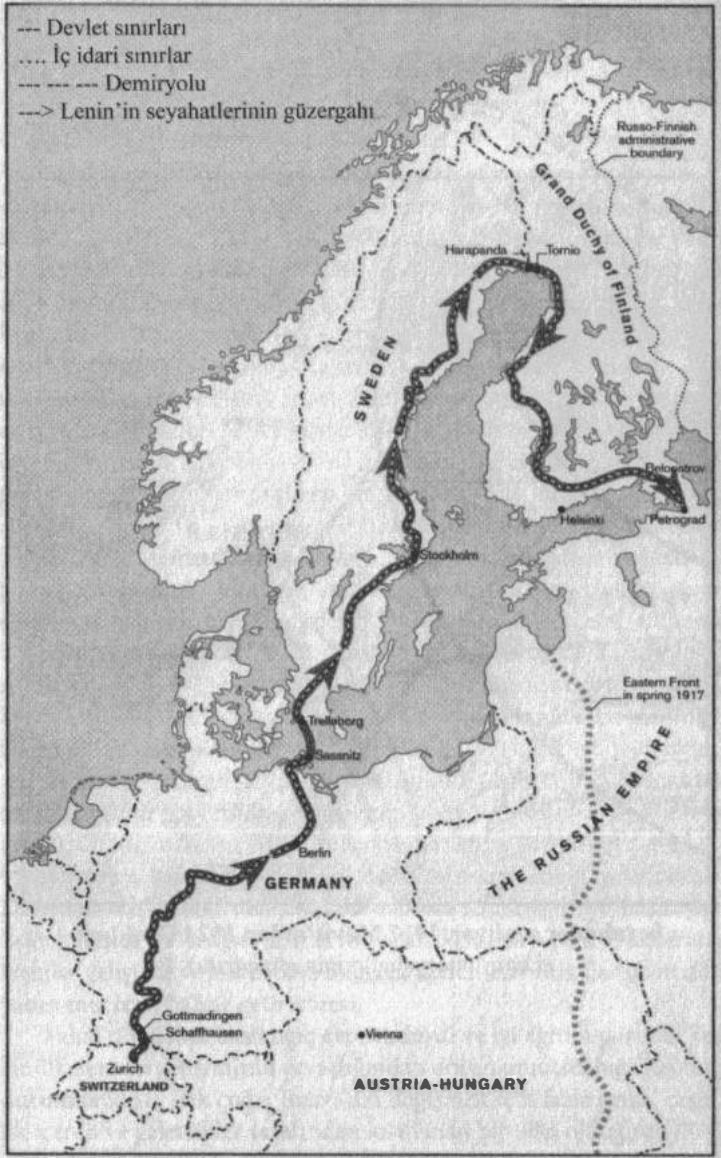 --- Devlet sınırları
.... İç idari sınırlar
--- --- --- Demiryolu
---> Lenin'in seyahatlerinin güzergahı
Russo-Finnish
administrative
boundary
Grand Duchy of Finland
Harapanda
Tornio
SWEDEN
Beloostrov
Helsinki
Petrograd
Stockholm
Eastern Front
in spring 1917
Trelleborg
Sassnitz
THE RUSSIAN EMPIRE
Berlin
GERMANY
Gottmadingen
Schaffhausen
Zurich
SWITZERLAND
Vienna
AUSTRIA-HUNGARY